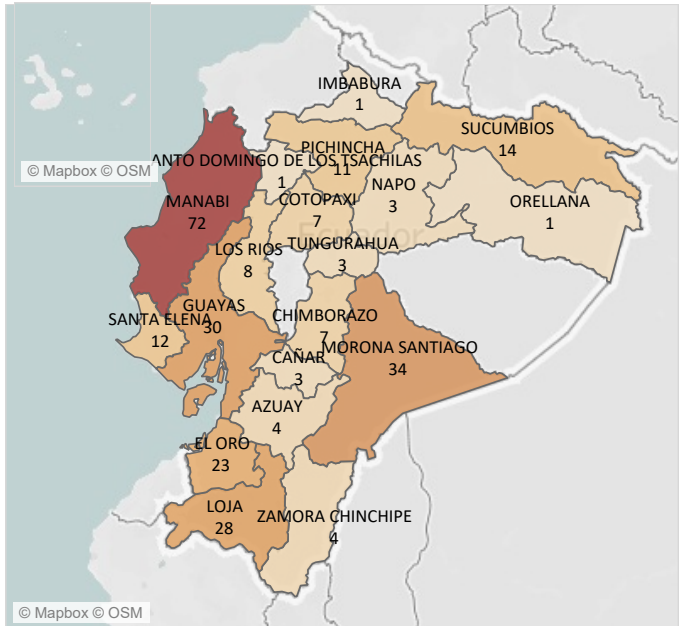 IMBABURA
1
SUCUMBIOS
14
PICHINCHA
11
© Mapbox © OSM
ANTO DOMINGO DE LOS TSACHILAS
1
NAPO
3
COTOPAXI
7
MANABI
72
ORELLANA
1
Ecuador
TUNGURAHUA
3
LOS RIOS
8
GUAYAS
30
SANTA ELENA
12
CHIMBORAZO
7
MORONA SANTIAGO
34
CAÑAR
3
AZUAY
4
EL ORO
23
LOJA
28
ZAMORA CHINCHIPE
4
© Mapbox © OSM